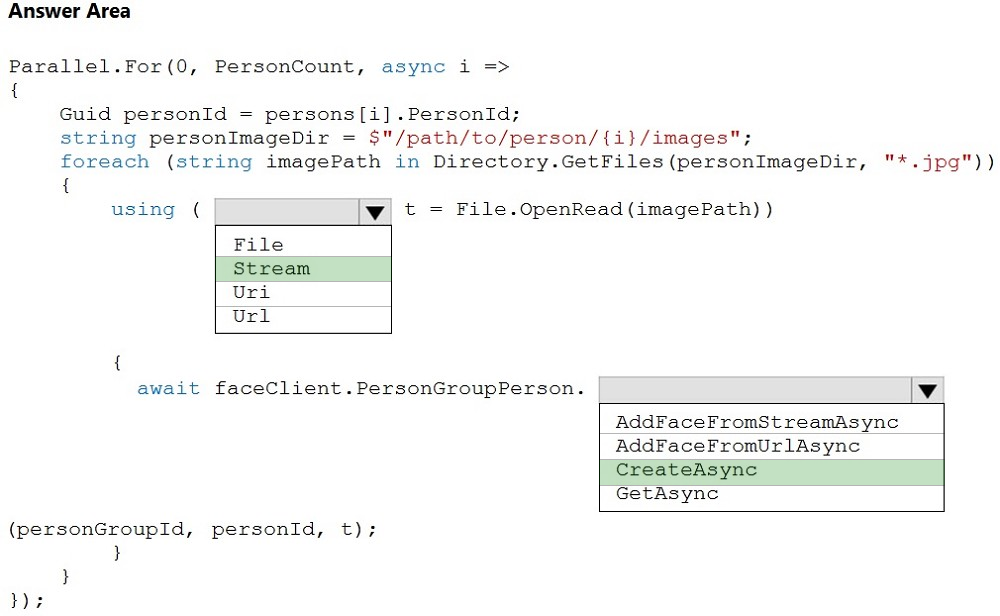 Answer Area
Parallel.For(0, PersonCount, async i =>
{
Guid personId = persons[i].PersonId;
string personImageDir = $"/path/to/person/{i}/images";
foreach (string imagePath in Directory.GetFiles(personImageDir, "*.jpg"))
{
using ( t = File.OpenRead(imagePath))
File
Stream
Uri
Url
{
await faceClient.PersonGroupPerson.
AddFaceFromStreamAsync
AddFaceFromUrlAsync
CreateAsync
GetAsync
(personGroupId, personId, t);
}
}
});